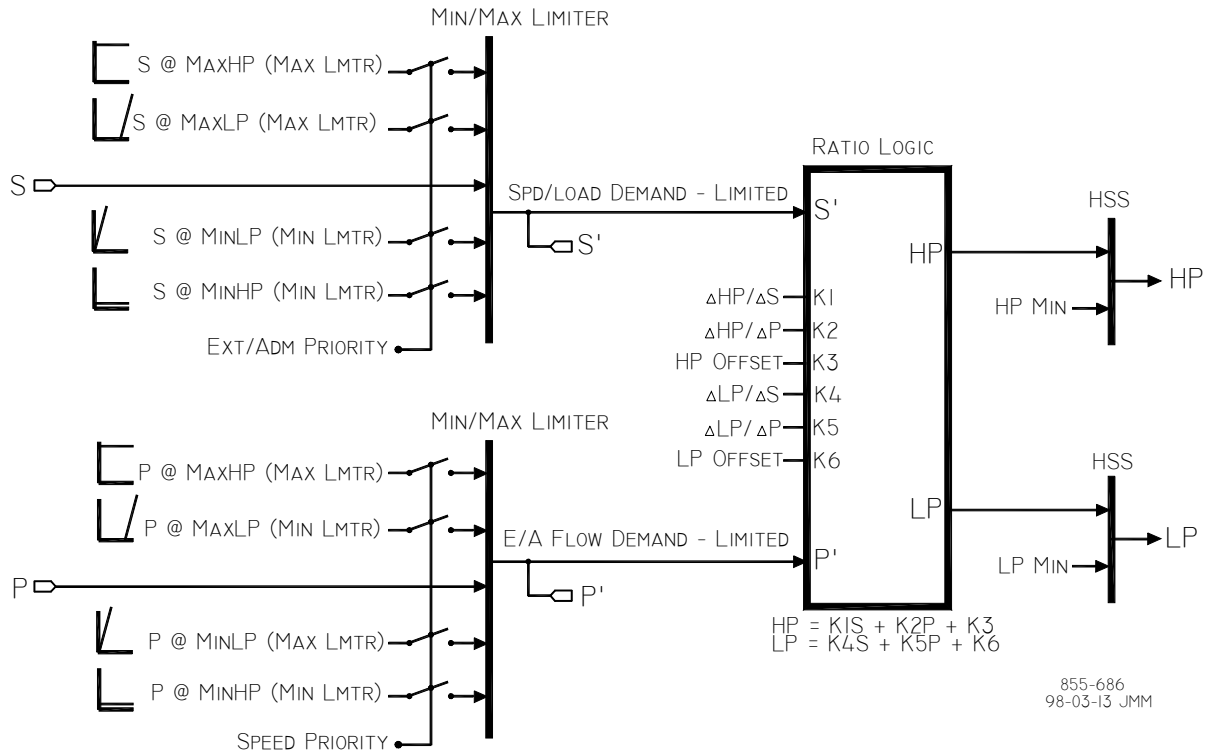 MIN/MAX LIMITER
S @ MAXHP (MAX LMTR)
S @ MAXLP (MAX LMTR)
S
S @ MINLP (MIN LMTR)
S @ MINHP (MIN LMTR)
EXT/ADM PRIORITY
SPD/LOAD DEMAND - LIMITED
S'
MIN/MAX LIMITER
P @ MAXHP (MAX LMTR)
P @ MAXLP (MIN LMTR)
P
P @ MINLP (MAX LMTR)
P @ MINHP (MIN LMTR)
SPEED PRIORITY
E/A FLOW DEMAND - LIMITED
P'
RATIO LOGIC
S'
ΔHP/ΔS K1
ΔHP/ΔP K2
HP OFFSET K3
ΔLP/ΔS K4
ΔLP/ΔP K5
LP OFFSET K6
P'
HP
LP
HP = K1S + K2P + K3
LP = K4S + K5P + K6
HSS
HP MIN
HP
HSS
LP MIN
LP
855-686
98-03-13 JMM